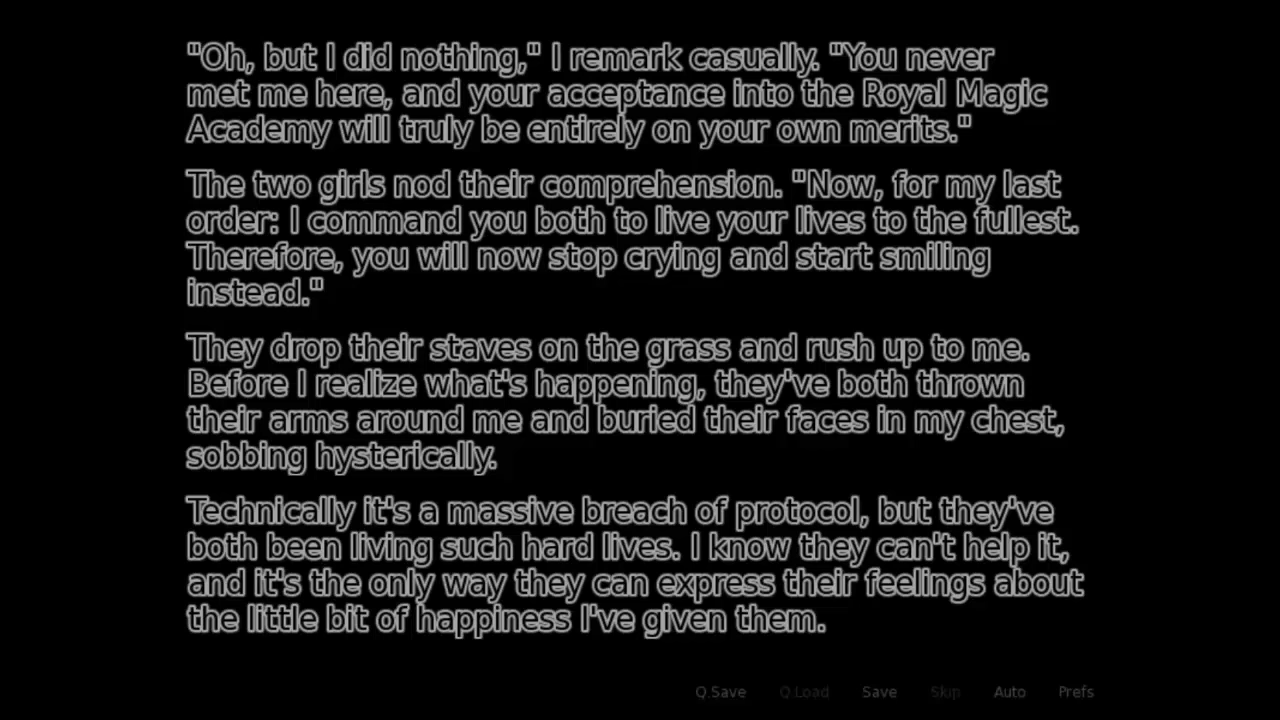 "Oh, but I did nothing," I remark casually. "You never
met me here, and your acceptance into the Royal Magic
Academy will truly be entirely on your own merits."
The two girls nod their comprehension. "Now, for my last
order: I command you both to live your lives to the fullest.
Therefore, you will now stop crying and start smiling
instead."
They drop their staves on the grass and rush up to me.
Before I realize what's happening, they've both thrown
their arms around me and buried their faces in my chest,
sobbing hysterically.
Technically it's a massive breach of protocol, but they've
both been living such hard lives. I know they can't help it,
and it's the only way they can express their feelings about
the little bit of happiness I've given them.
Q.Save Q.Load Save Skip Auto Prefs